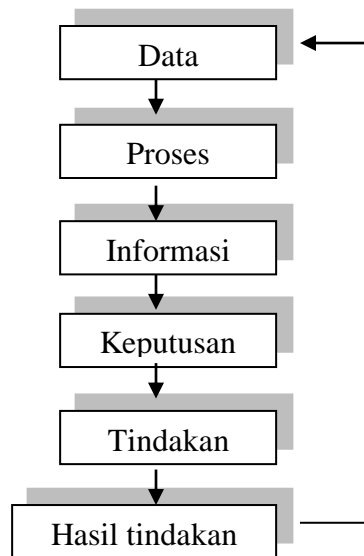 Data
Proses
Informasi
Keputusan
Tindakan
Hasil tindakan